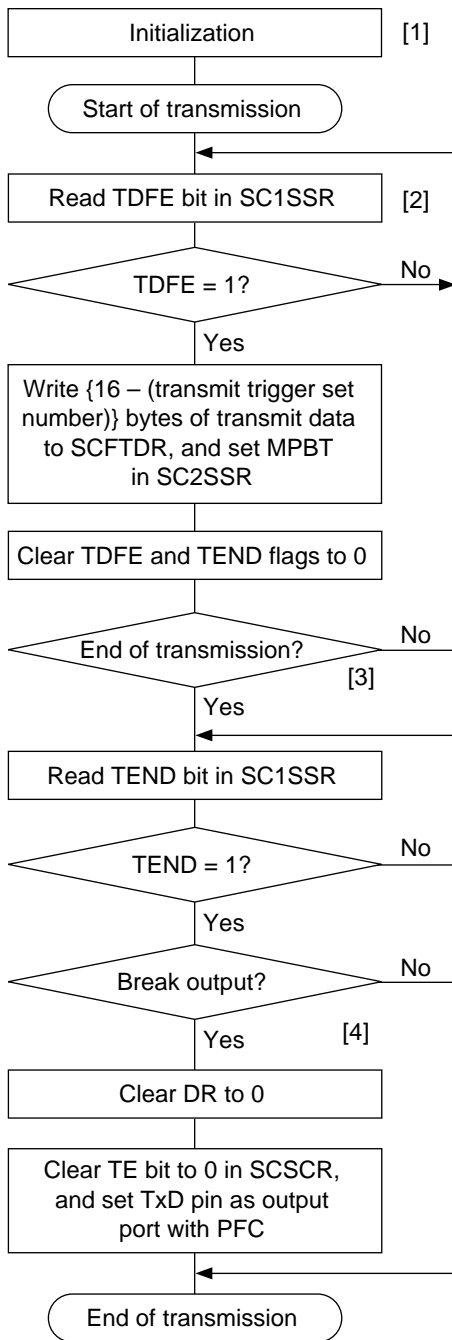 Initialization
[1]
Start of transmission
Read TDFE bit in SC1SSR
[2]
TDFE = 1?
No
Yes
Write {16 – (transmit trigger set
number)} bytes of transmit data
to SCFTDR, and set MPBT
in SC2SSR
Clear TDFE and TEND flags to 0
End of transmission?
No
[3]
Yes
Read TEND bit in SC1SSR
TEND = 1?
No
Yes
Break output?
No
[4]
Yes
Clear DR to 0
Clear TE bit to 0 in SCSCR,
and set TxD pin as output
port with PFC
End of transmission